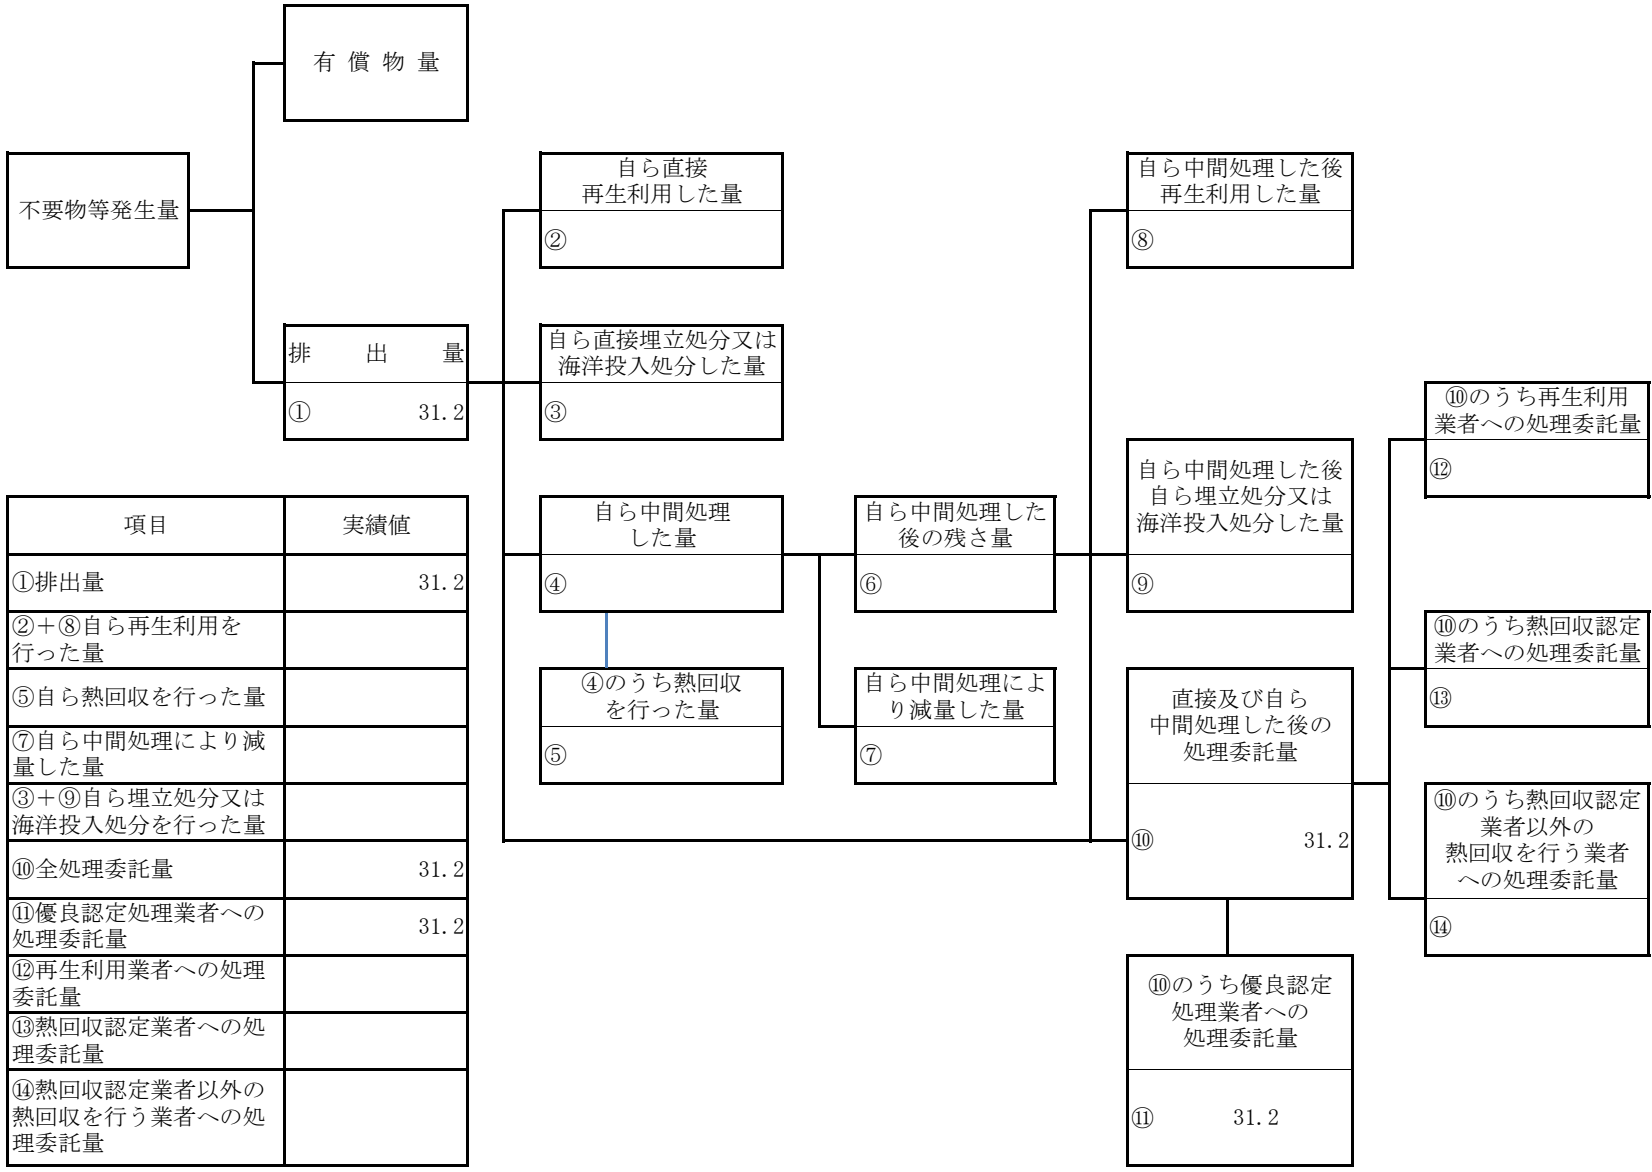 有 償 物 量
不要物等発生量
自ら直接
再生利用した量
②
自ら中間処理した後
再生利用した量
⑧
排 出 量
① 31.2
自ら直接埋立処分又は
海洋投入処分した量
③
⑩のうち再生利用
業者への処理委託量
⑫
自ら中間処理した後
自ら埋立処分又は
海洋投入処分した量
⑨
自ら中間処理
した量
④
自ら中間処理した
後の残さ量
⑥
⑩のうち熱回収認定
業者への処理委託量
⑬
④のうち熱回収
を行った量
⑤
自ら中間処理によ
り減量した量
⑦
直接及び自ら
中間処理した後の
処理委託量
⑩ 31.2
⑩のうち熱回収認定
業者以外の
熱回収を行う業者
への処理委託量
⑭
⑩のうち優良認定
処理業者への
処理委託量
⑪ 31.2
項目 実績値
①排出量 31.2
②＋⑧自ら再生利用を
行った量
⑤自ら熱回収を行った量
⑦自ら中間処理により減
量した量
③＋⑨自ら埋立処分又は
海洋投入処分を行った量
⑩全処理委託量 31.2
⑪優良認定処理業者への
処理委託量 31.2
⑫再生利用業者への処理
委託量
⑬熱回収認定業者への処
理委託量
⑭熱回収認定業者以外の
熱回収を行う業者への処
理委託量